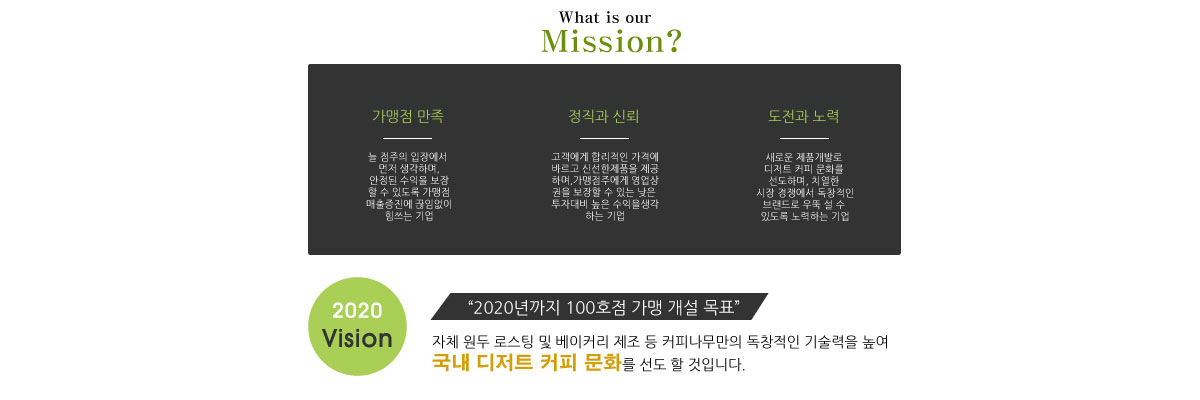 What is our
Mission?
가맹점 만족
늘 점주의 입장에서
먼저 생각하며,
안정된 수익을 보장
할 수 있도록 가맹점
매출증진에 끊임없이
힘쓰는 기업
정직과 신뢰
고객에게 합리적인 가격에
바르고 신선한제품을 제공
하며,가맹점주에게 영업상
권을 보장할 수 있는 낮은
투자대비 높은 수익을생각
하는 기업
도전과 노력
새로운 제품개발로
디저트 커피 문화를
선도하며, 치열한
시장 경쟁에서 독창적인
브랜드로 우뚝 설 수
있도록 노력하는 기업
2020
Vision
“2020년까지 100호점 가맹 개설 목표”
자체 원두 로스팅 및 베이커리 제조 등 커피나무만의 독창적인 기술력을 높여
국내 디저트 커피 문화를 선도 할 것입니다.